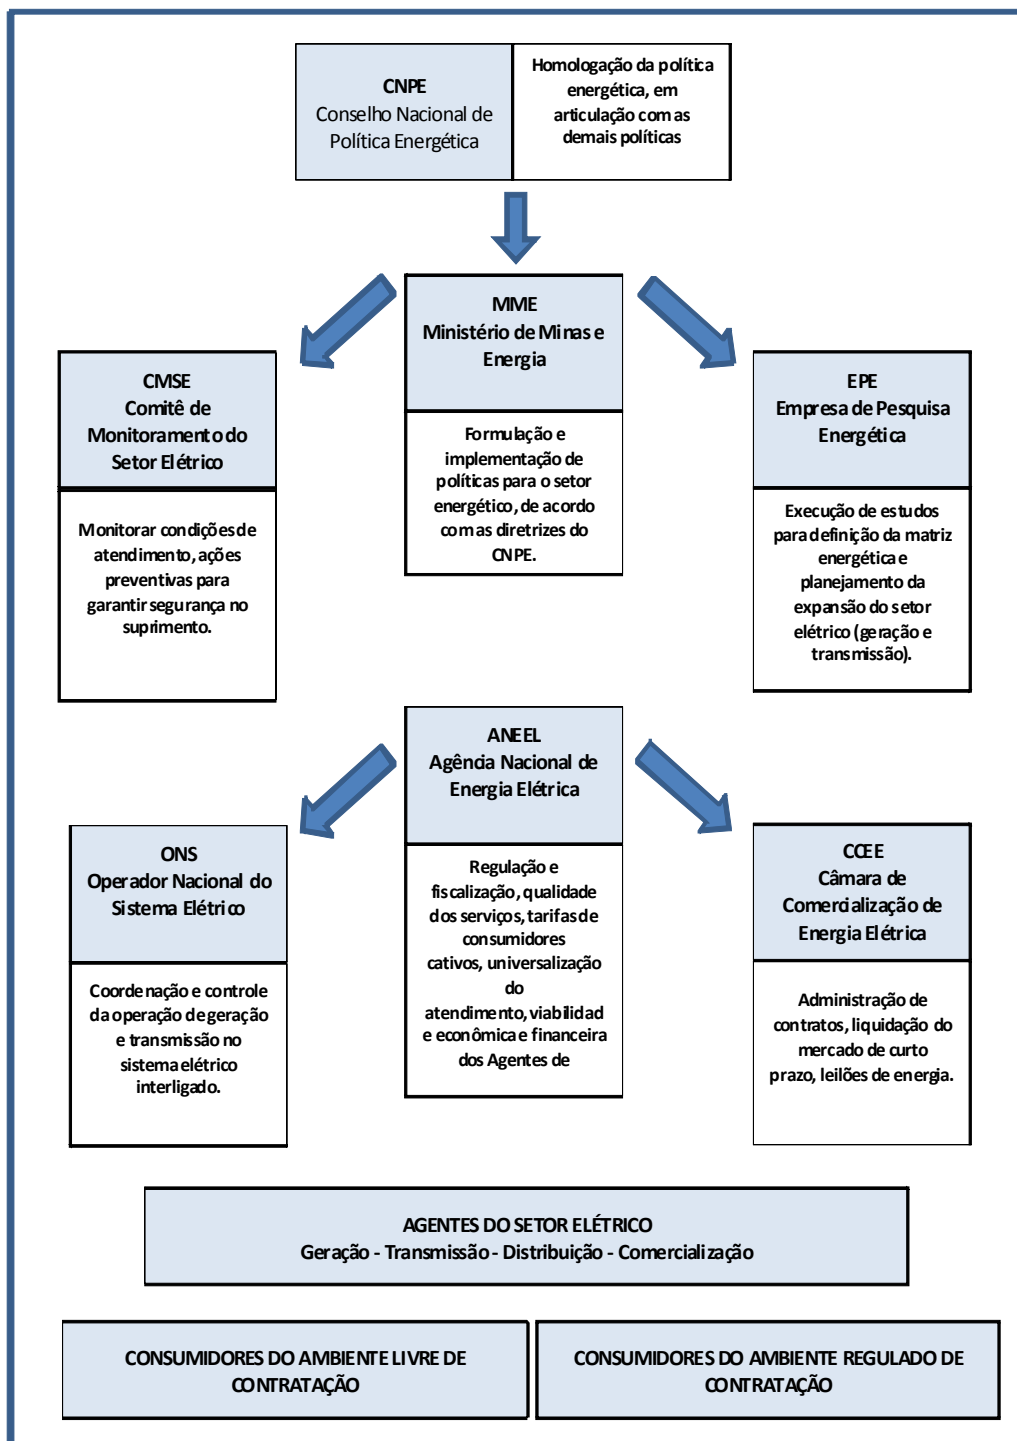 CNPE
Conselho Nacional de
Política Energética
Homologação da política
energética, em
articulação com as
demais políticas
MME
Ministério de Minas e
Energia
Formulação e
implementação de
políticas para o setor
energético, de acordo
com as diretrizes do
CNPE.
CMSE
Comitê de
Monitoramento do
Setor Elétrico
Monitorar condições de
atendimento, ações
preventivas para
garantir segurança no
suprimento.
EPE
Empresa de Pesquisa
Energética
Execução de estudos
para definição da matriz
energética e
planejamento da
expansão do setor
elétrico (geração e
transmissão).
ANEEL
Agência Nacional de
Energia Elétrica
Regulação e
fiscalização, qualidade
dos serviços, tarifas de
consumidores
cativos, universalização
do
atendimento, viabilidad
e econômica e financeira
dos Agentes de
ONS
Operador Nacional do
Sistema Elétrico
Coordenação e controle
da operação de geração
e transmissão no
sistema elétrico
interligado.
CCEE
Câmara de
Comercialização de
Energia Elétrica
Administração de
contratos, liquidação do
mercado de curto
prazo, leilões de energia.
AGENTES DO SETOR ELÉTRICO
Geração - Transmissão - Distribuição - Comercialização
CONSUMIDORES DO AMBIENTE LIVRE DE
CONTRATAÇÃO
CONSUMIDORES DO AMBIENTE REGULADO DE
CONTRATAÇÃO